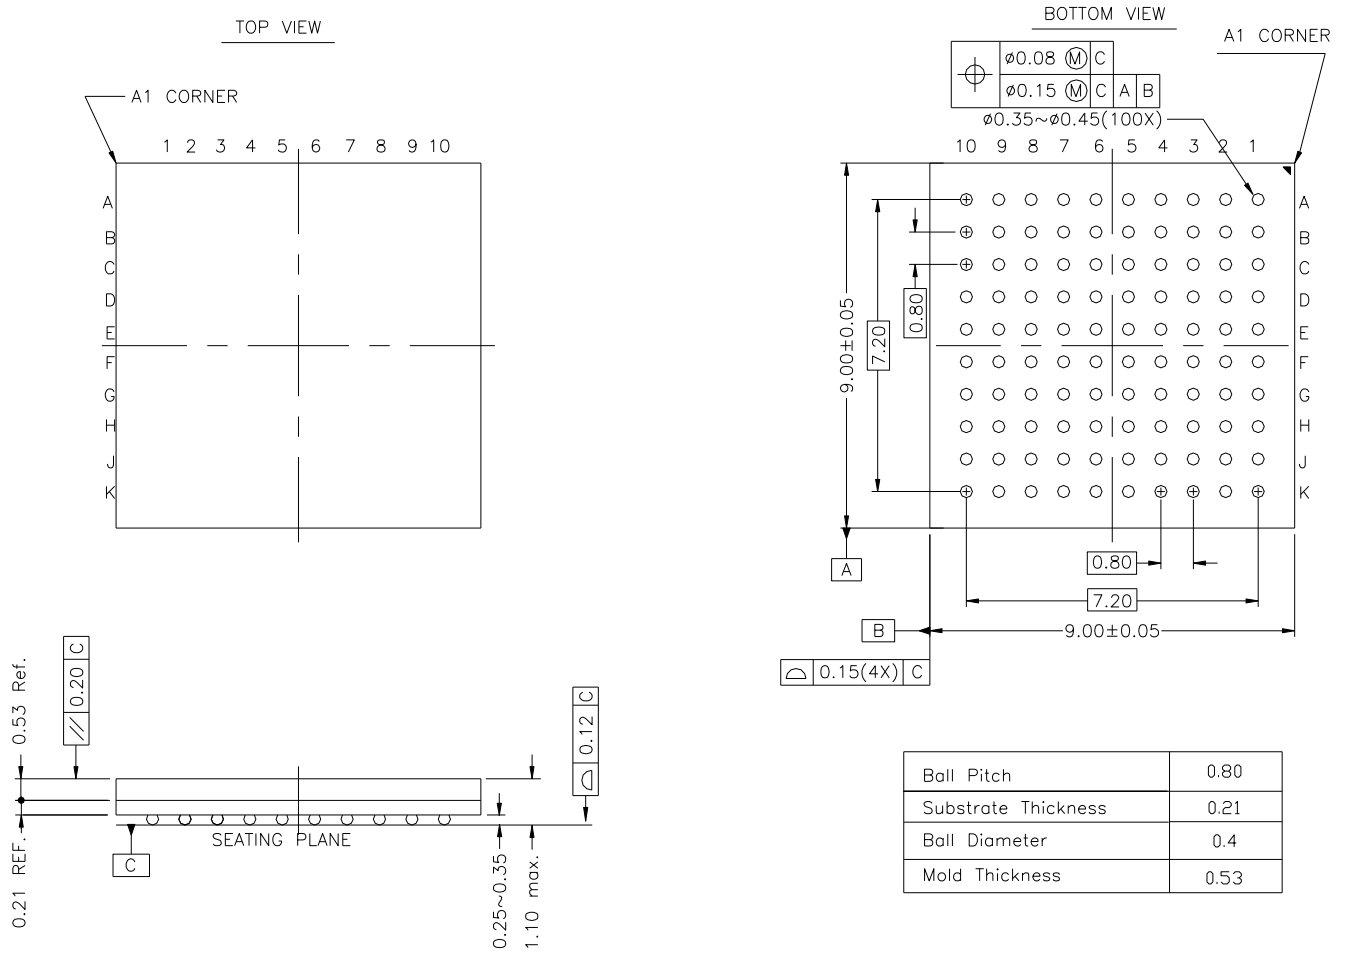 TOP VIEW
A1 CORNER
1 2 3 4 5 6 7 8 9 10
A
B
C
D
E
F
G
H
J
K
BOTTOM VIEW
A1 CORNER
⌀0.08 Ⓜ C
⌀0.15 Ⓜ C A B
⌀0.35~⌀0.45(100X)
10 9 8 7 6 5 4 3 2 1
A
B
C
D
E
F
G
H
J
K
9.00±0.05
7.20
0.80
A
0.80
7.20
B
9.00±0.05
0.15(4X) C
0.53 Ref.
0.21 REF.
// 0.20 C
0.12 C
SEATING PLANE
C
0.25~0.35
1.10 max.
Ball Pitch 0.80
Substrate Thickness 0.21
Ball Diameter 0.4
Mold Thickness 0.53